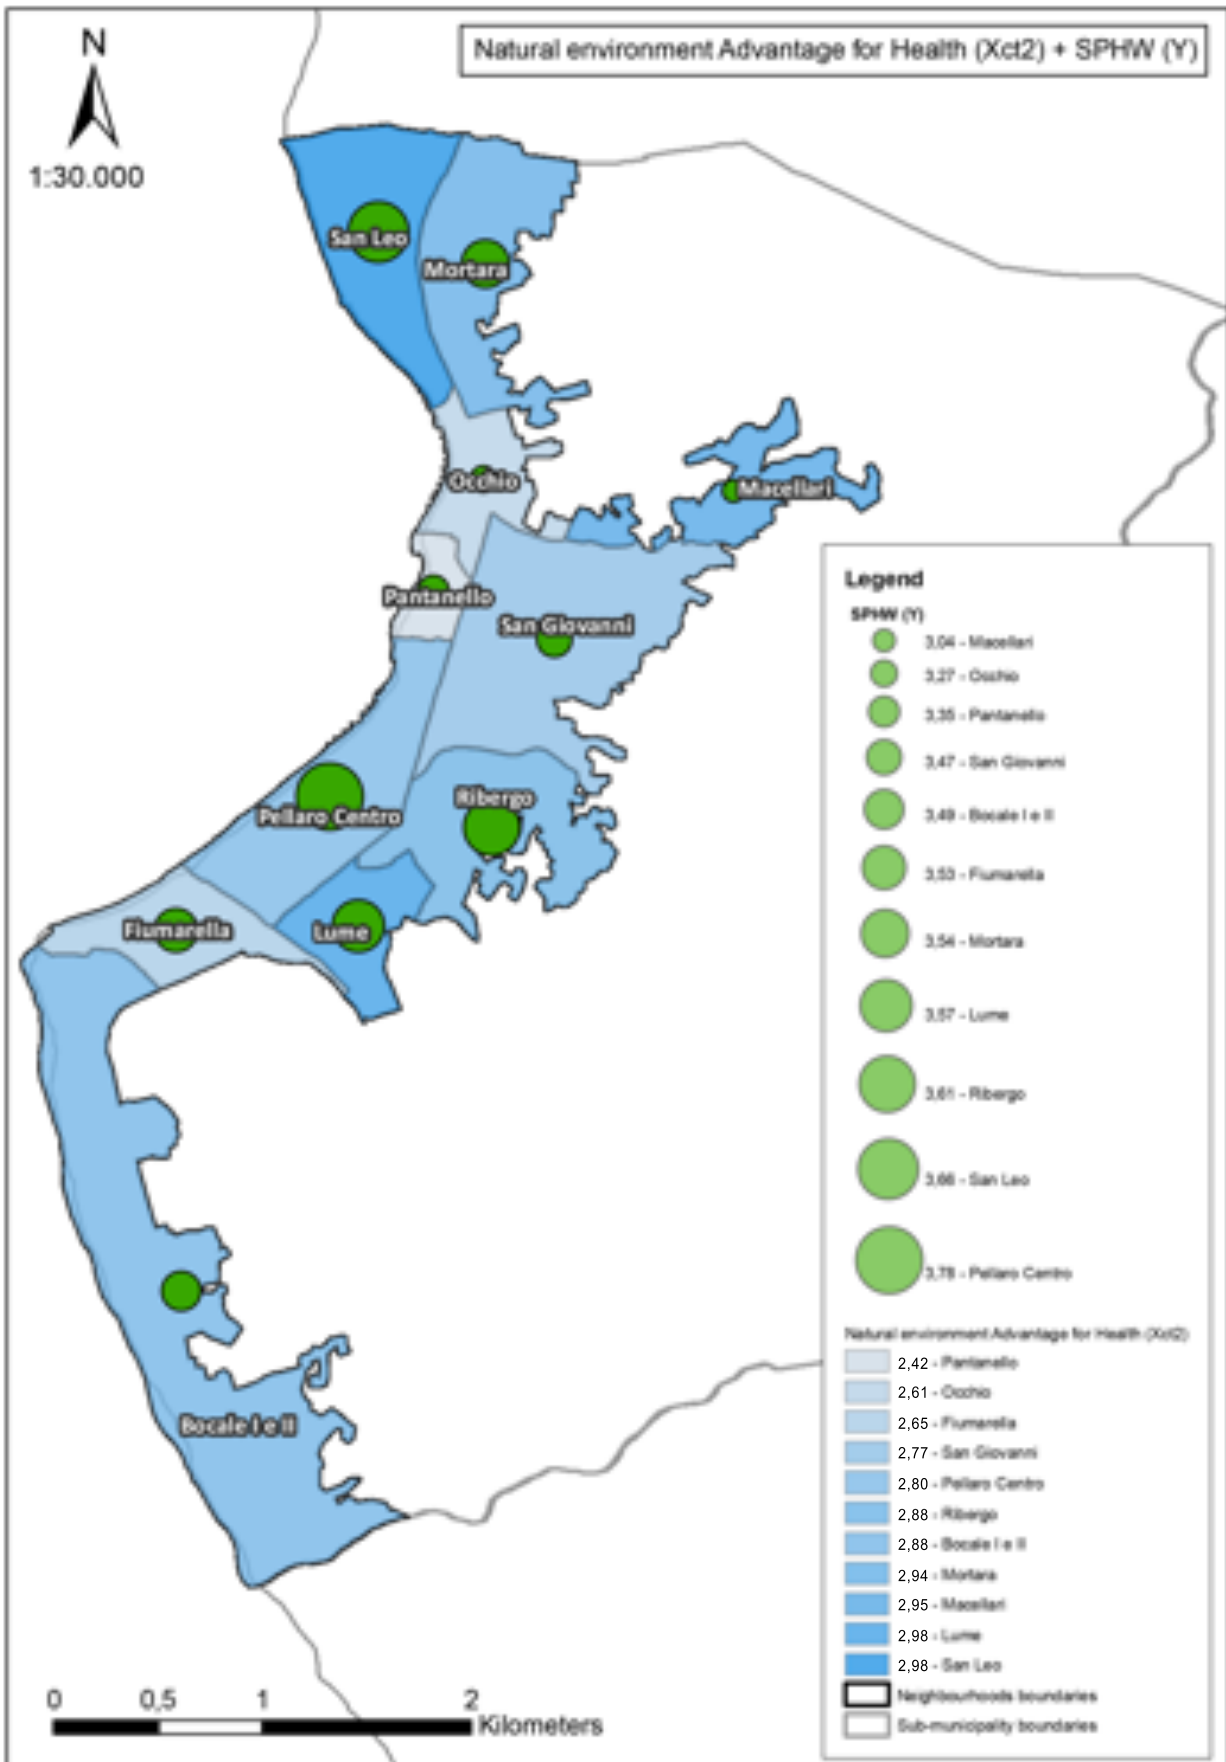 Natural environment Advantage for Health (Xct2) + SPHW (Y)
N
1:30.000
San Leo
Mortara
Occhio
Macellari
Pantanello
San Giovanni
Pellaro Centro
Ribergo
Fiumarella
Lume
Bocale I e II
0 0,5 1 2
Kilometers
Legend
SPHW (Y)
3,04 - Macellari
3,27 - Occhio
3,35 - Pantanello
3,47 - San Giovanni
3,49 - Bocale I e II
3,53 - Fiumarella
3,54 - Mortara
3,57 - Lume
3,61 - Ribergo
3,66 - San Leo
3,78 - Pellaro Centro
Natural environment Advantage for Health (Xct2)
2,42 - Pantanello
2,61 - Occhio
2,65 - Fiumarella
2,77 - San Giovanni
2,80 - Pellaro Centro
2,88 - Ribergo
2,88 - Bocale I e II
2,94 - Mortara
2,95 - Macellari
2,98 - Lume
2,98 - San Leo
Neighbourhoods boundaries
Sub-municipality boundaries